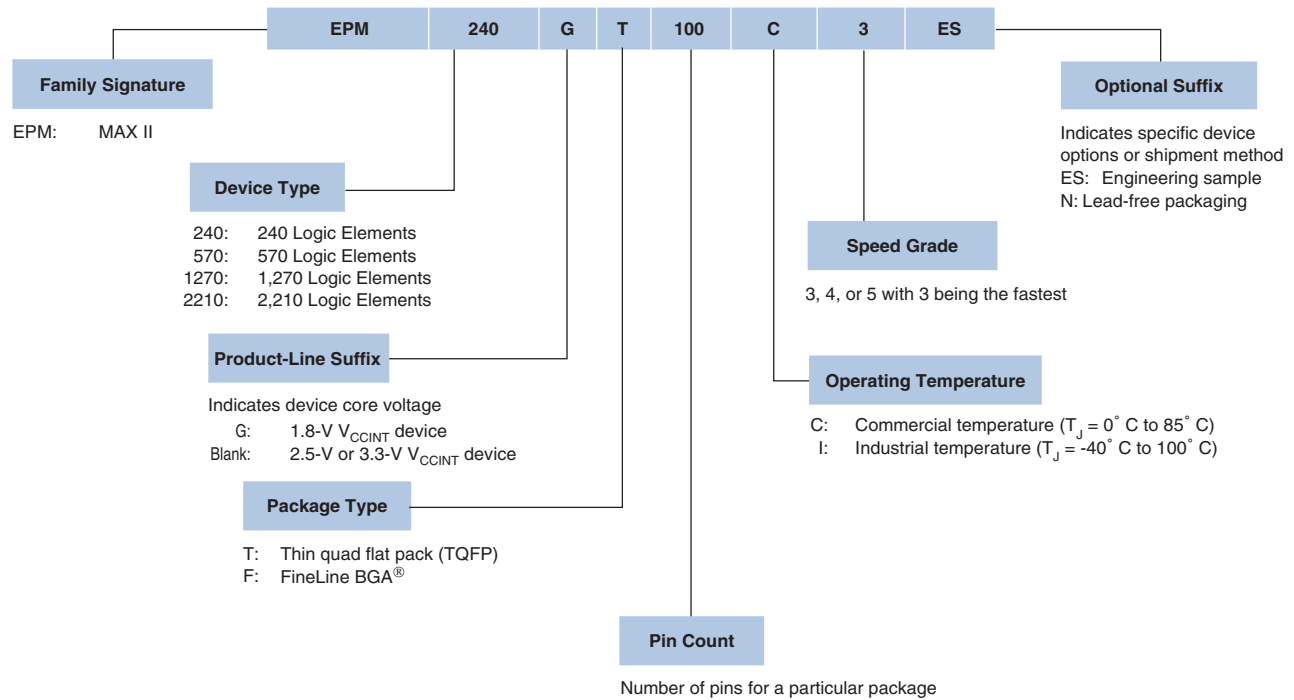 EPM 240 G T 100 C 3 ES
Family Signature
EPM: MAX II
Optional Suffix
Indicates specific device
options or shipment method
ES: Engineering sample
N: Lead-free packaging
Device Type
240: 240 Logic Elements
570: 570 Logic Elements
1270: 1,270 Logic Elements
2210: 2,210 Logic Elements
Speed Grade
3, 4, or 5 with 3 being the fastest
Product-Line Suffix
Indicates device core voltage
G: 1.8-V VCCINT device
Blank: 2.5-V or 3.3-V VCCINT device
Operating Temperature
C: Commercial temperature (TJ = 0° C to 85° C)
I: Industrial temperature (TJ = -40° C to 100° C)
Package Type
T: Thin quad flat pack (TQFP)
F: FineLine BGA®
Pin Count
Number of pins for a particular package